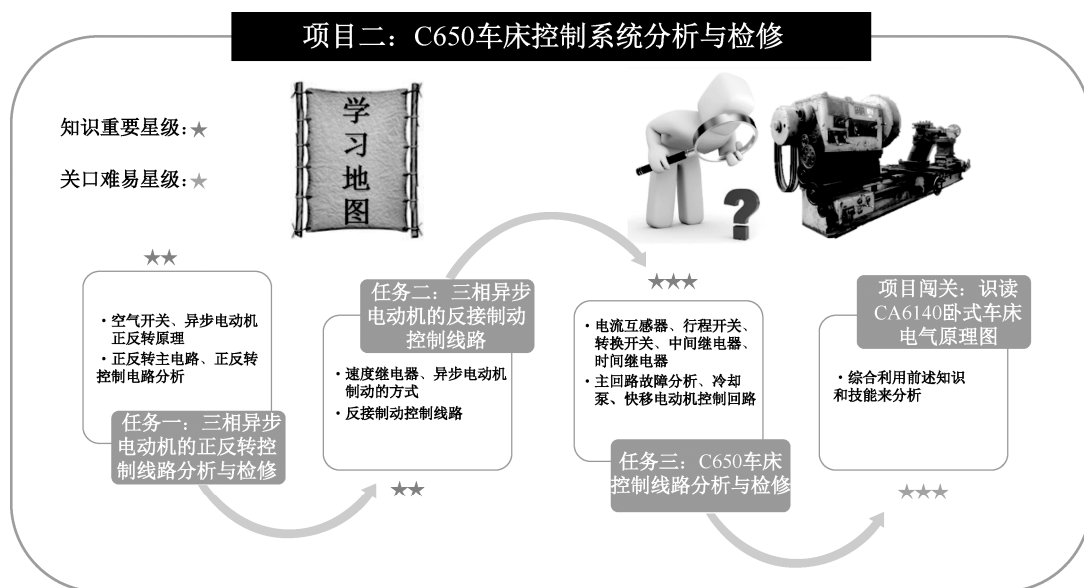 项目二：C650车床控制系统分析与检修
知识重要星级：★
关口难易星级：★
学
习
地
图
★★
• 空气开关、异步电动机
正反转原理
• 正反转主电路、正反转
控制电路分析
任务一：三相异步
电动机的正反转控
制线路分析与检修
任务二：三相异步
电动机的反接制动
控制线路
• 速度继电器、异步电动机
制动的方式
• 反接制动控制线路
★★
★★★
• 电流互感器、行程开关、
转换开关、中间继电器、
时间继电器
• 主回路故障分析、冷却
泵、快移电动机控制回路
任务三：C650车床
控制线路分析与检修
项目闯关：识读
CA6140卧式车床
电气原理图
• 综合利用前述知识
和技能来分析
★★★